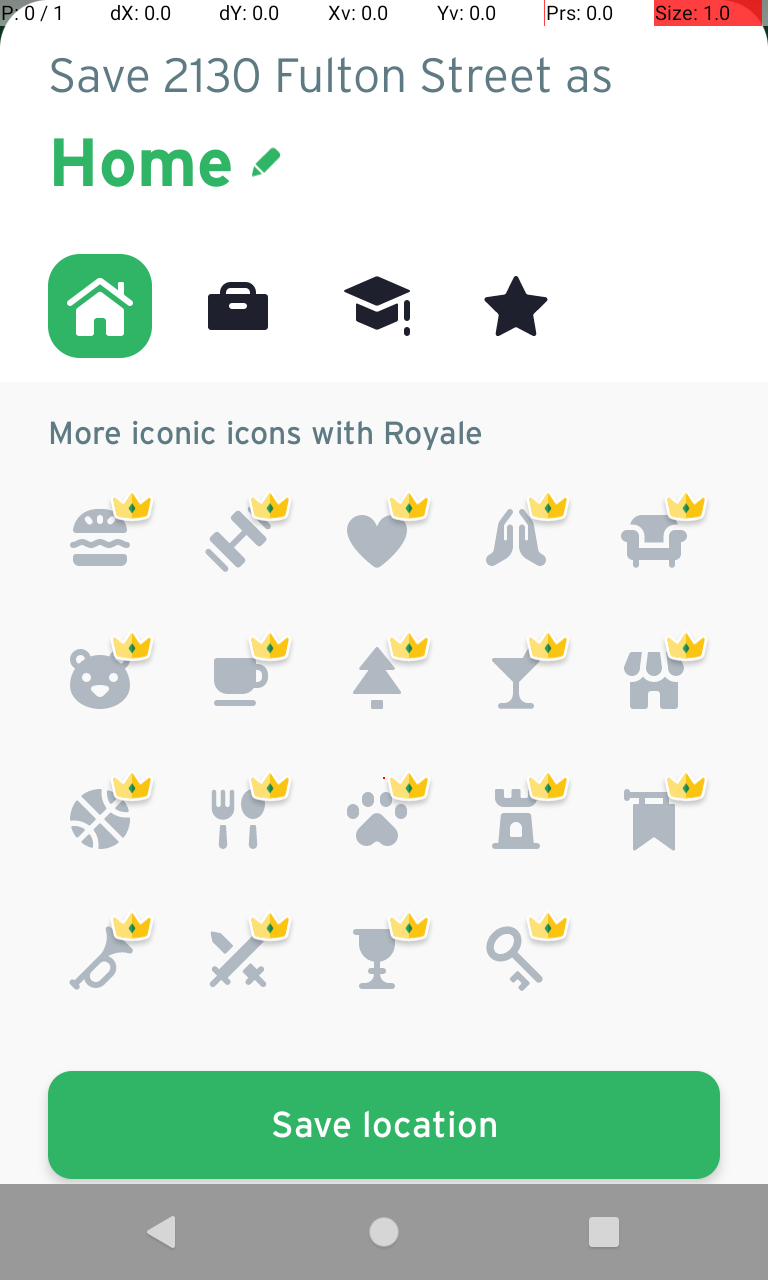 P: 0 / 1 dX: 0.0 dY: 0.0 Xv: 0.0 Yv: 0.0 Prs: 0.0 Size: 1.0
Save 2130 Fulton Street as
Home
More iconic icons with Royale
Save location